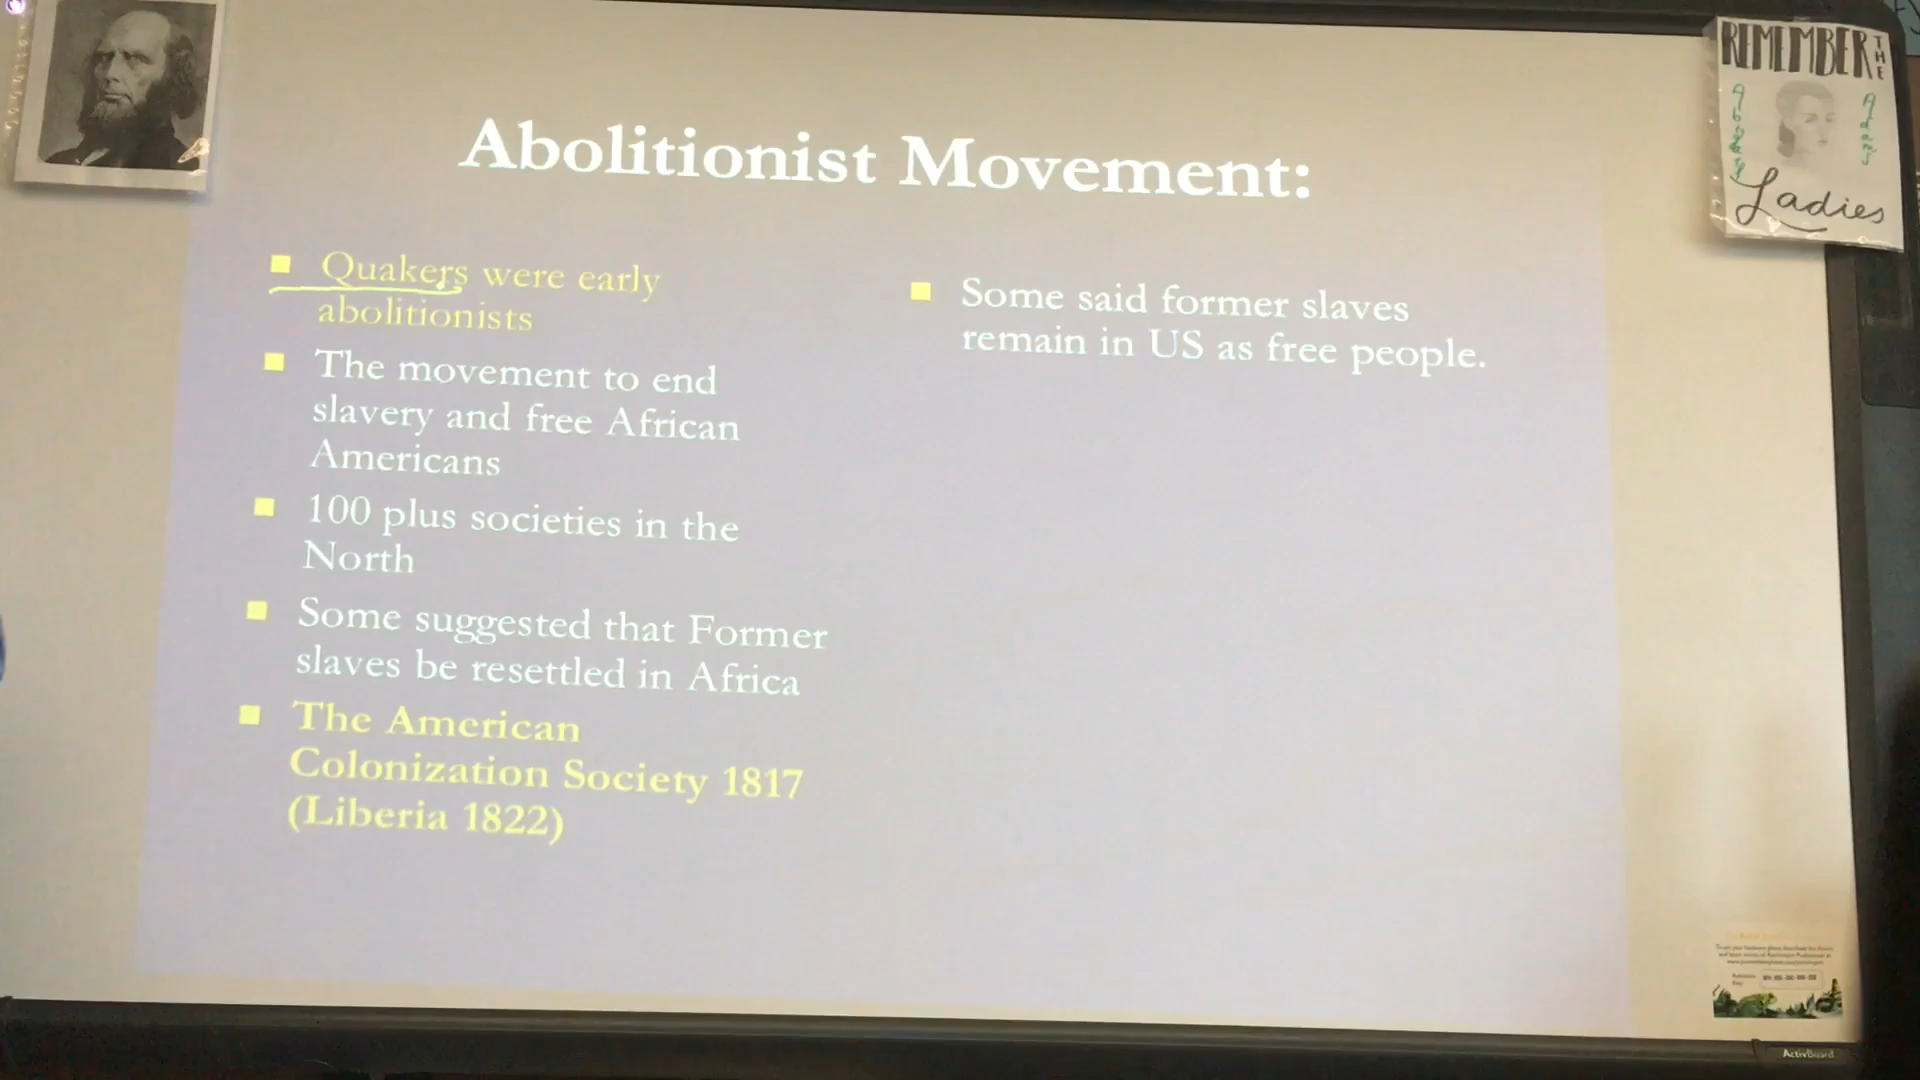 Abolitionist Movement:
Quakers were early
abolitionists
The movement to end
slavery and free African
Americans
100 plus societies in the
North
Some suggested that Former
slaves be resettled in Africa
The American
Colonization Society 1817
(Liberia 1822)
Some said former slaves
remain in US as free people.
REMEMBER THE
Abigail
Adams
Ladies
ActivBoard